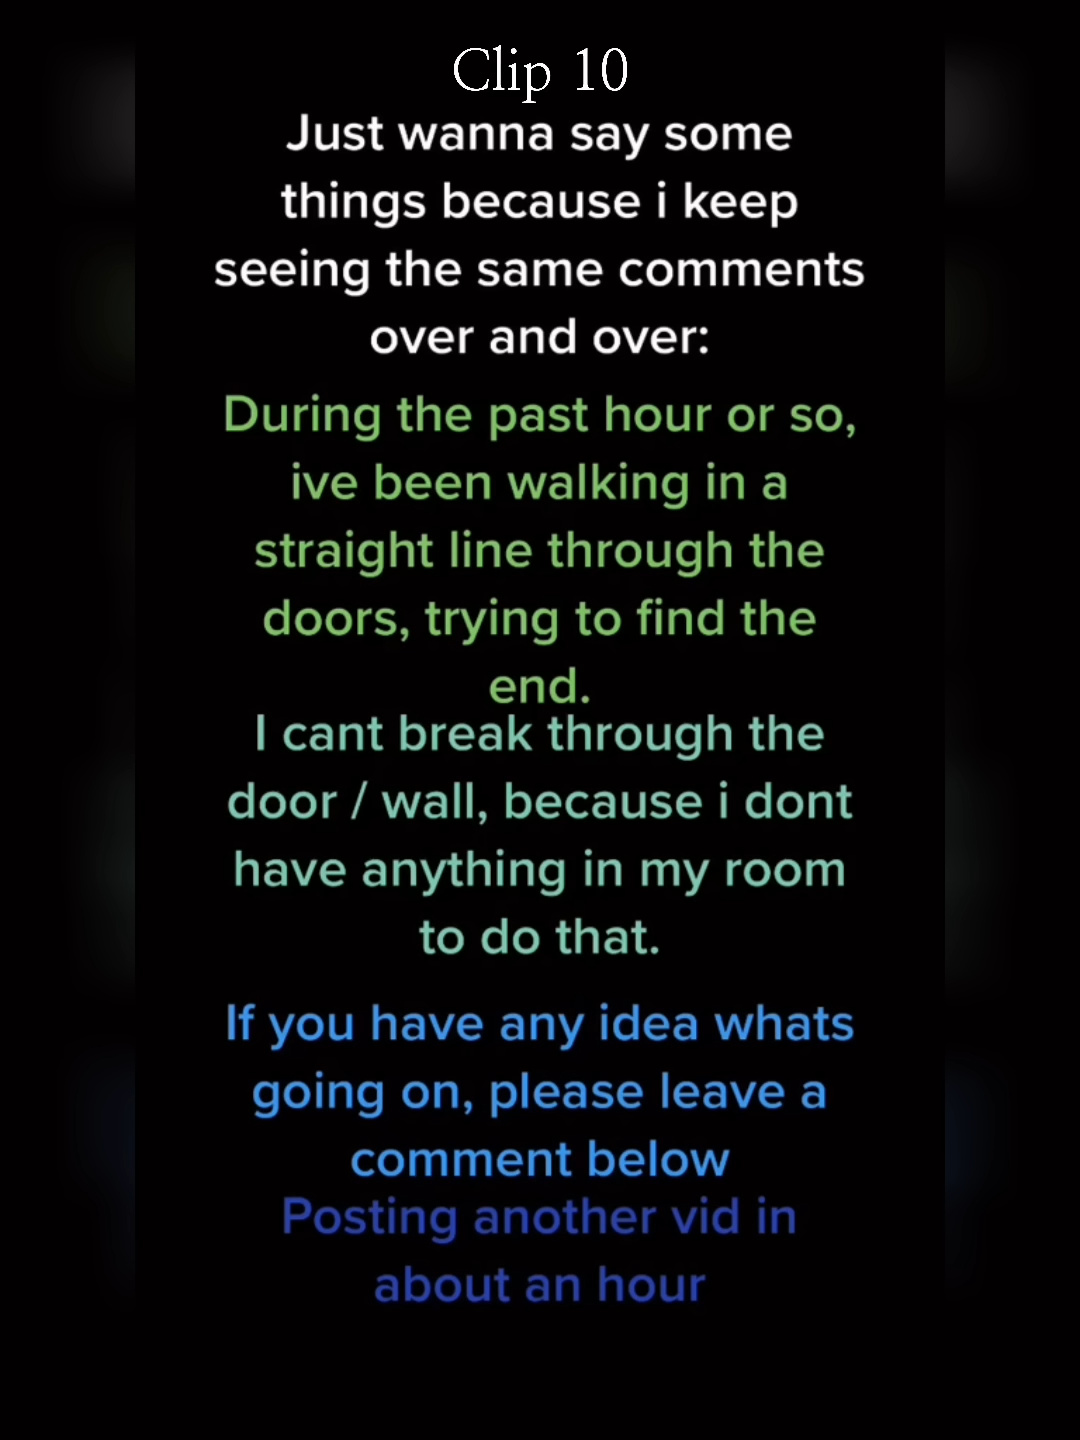 Clip 10
Just wanna say some
things because i keep
seeing the same comments
over and over:
During the past hour or so,
ive been walking in a
straight line through the
doors, trying to find the
end.
I cant break through the
door / wall, because i dont
have anything in my room
to do that.
If you have any idea whats
going on, please leave a
comment below
Posting another vid in
about an hour